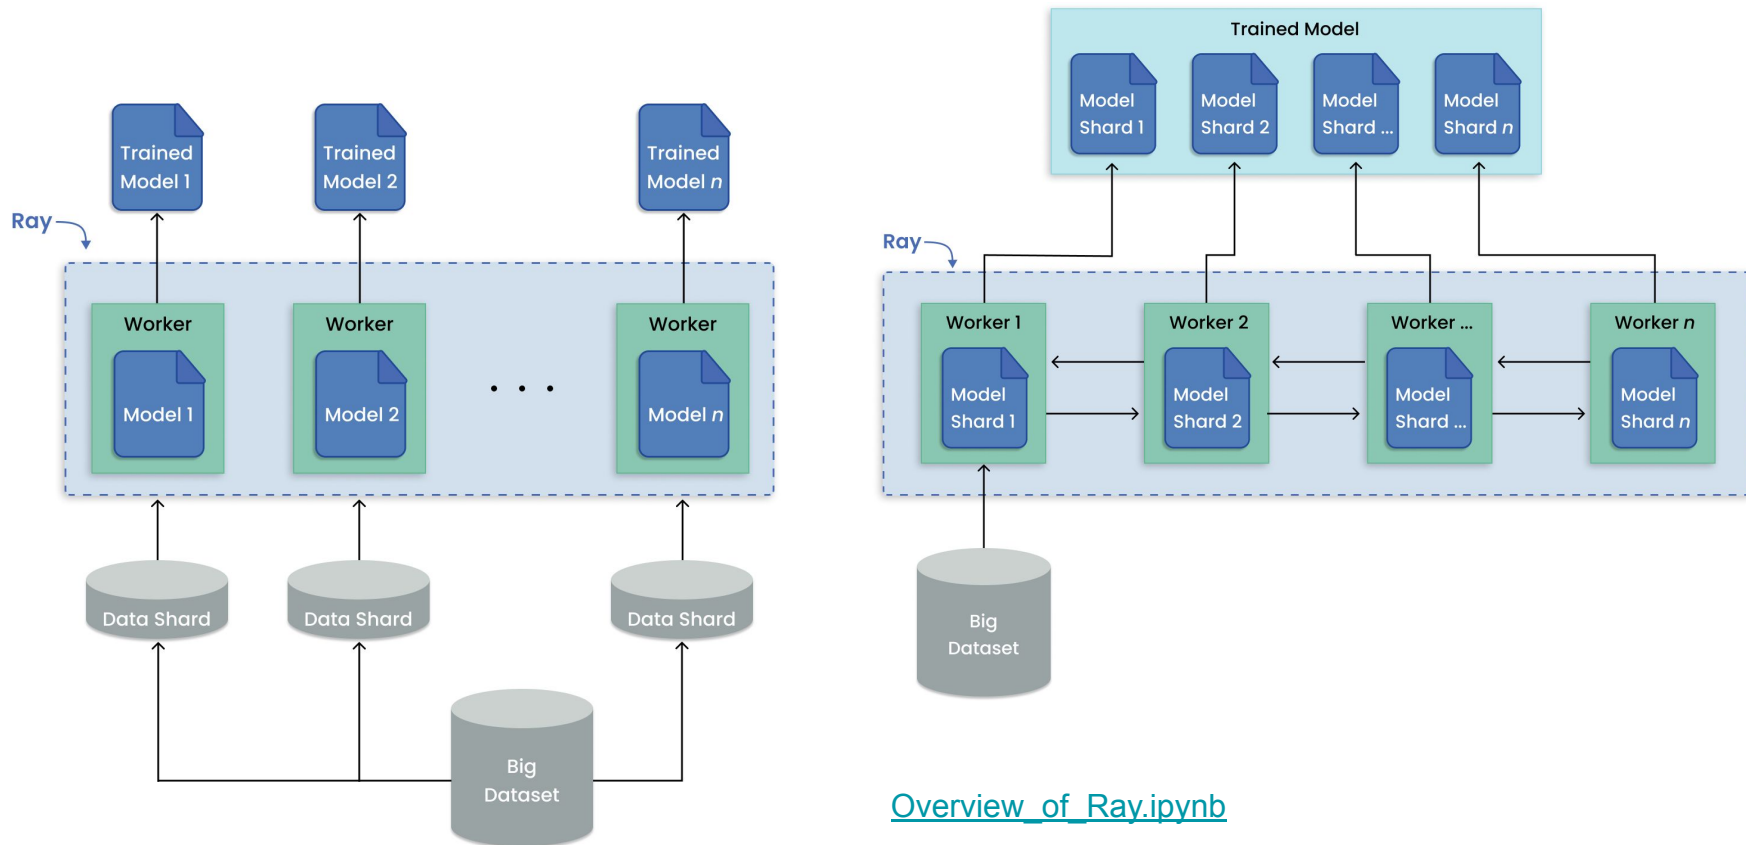 Trained
Model 1
Trained
Model 2
Trained
Model n
Ray
Worker
Model 1
Worker
Model 2
. . .
Worker
Model n
Data Shard
Data Shard
Data Shard
Big
Dataset
Trained Model
Model
Shard 1
Model
Shard 2
Model
Shard ...
Model
Shard n
Ray
Worker 1
Model
Shard 1
Worker 2
Model
Shard 2
Worker ...
Model
Shard ...
Worker n
Model
Shard n
Big
Dataset
Overview_of_Ray.ipynb